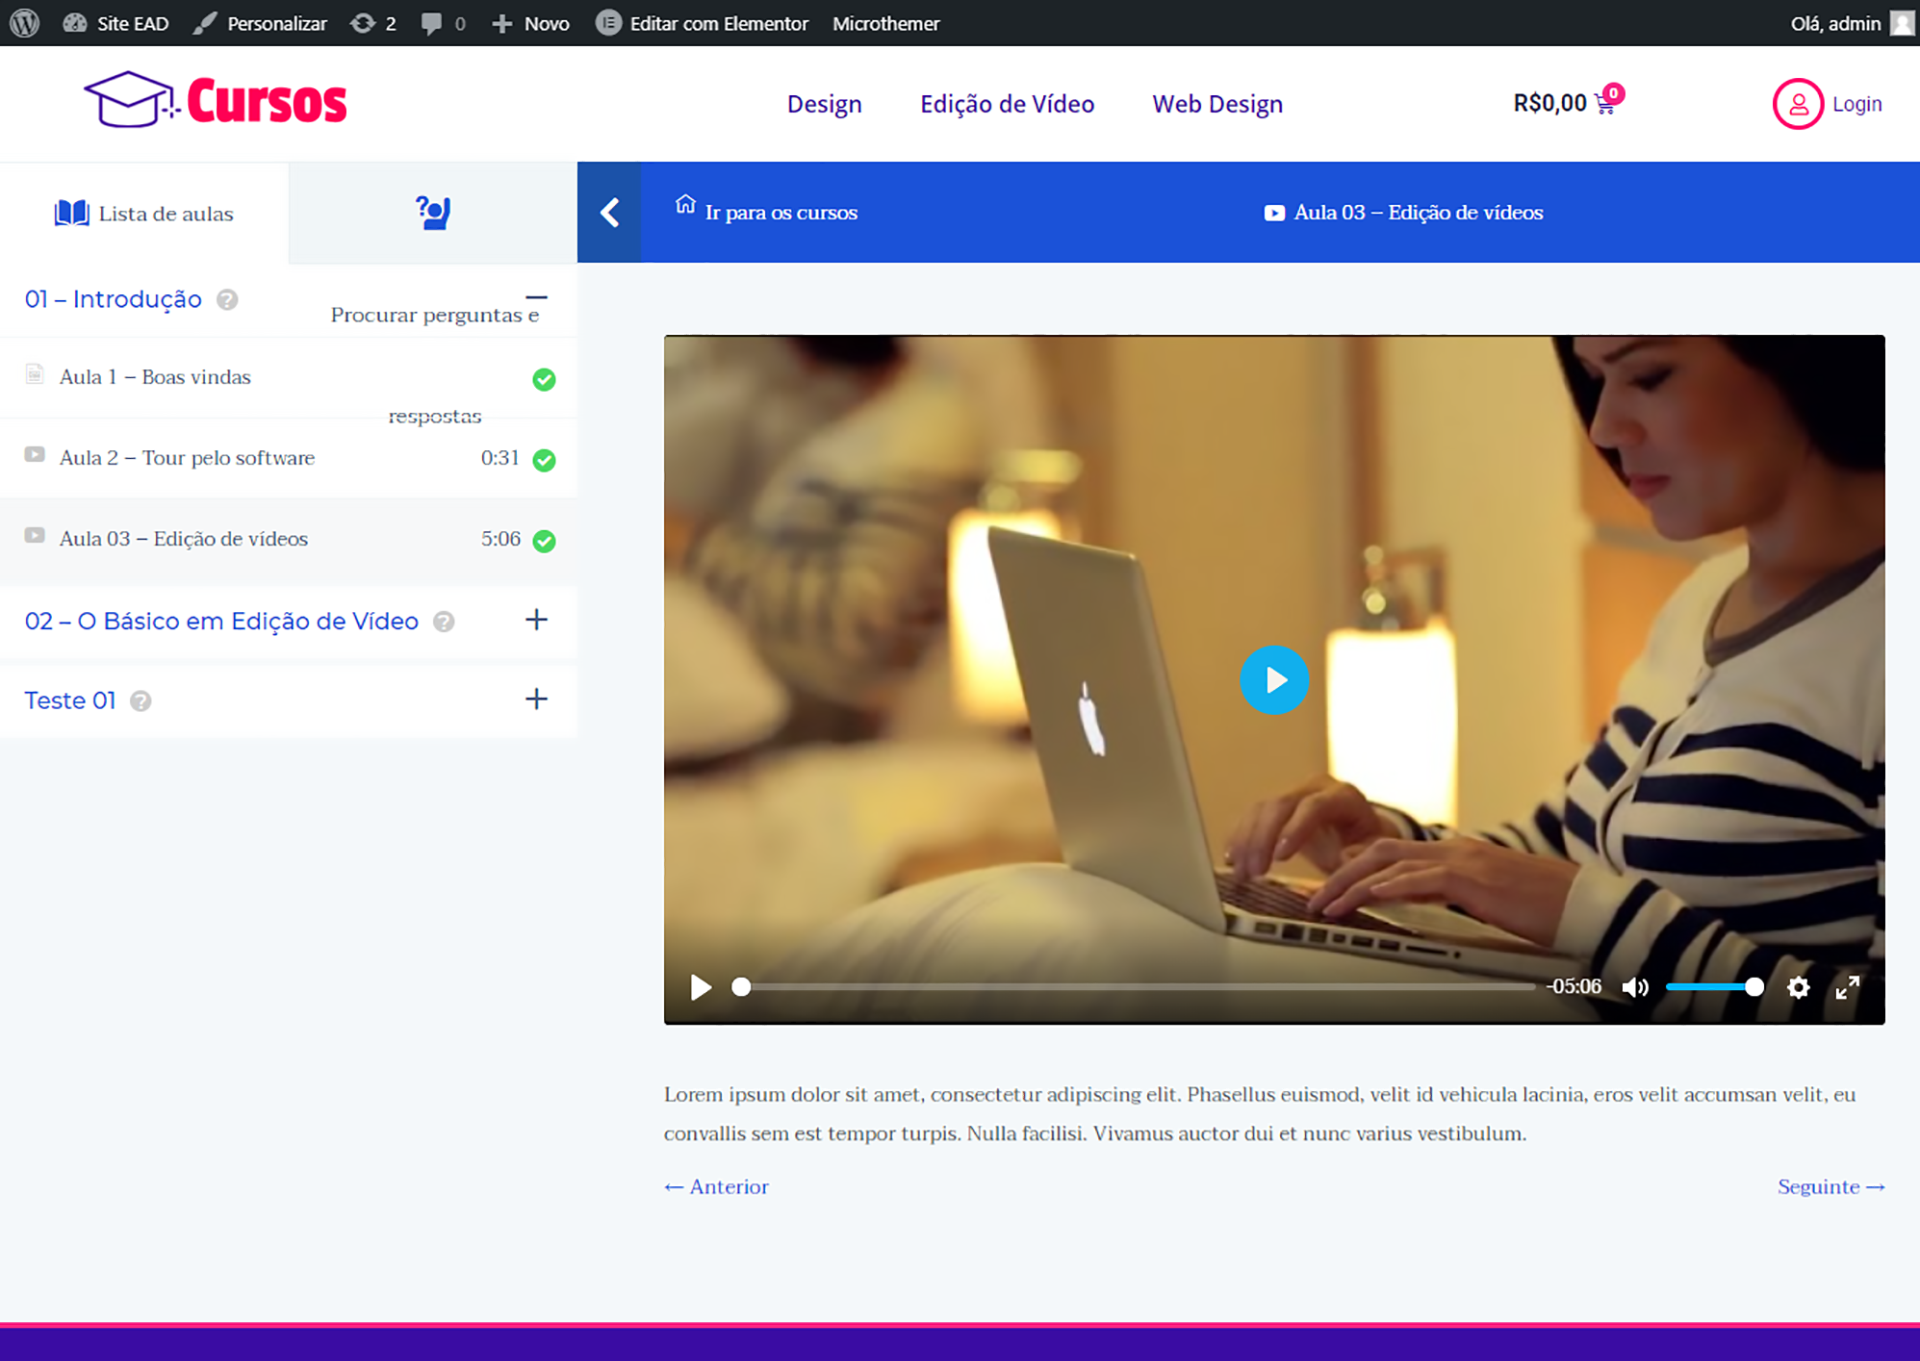 Site EAD Personalizar 2 0 Novo Editar com Elementor Microthemer Olá, admin
Cursos Design Edição de Vídeo Web Design R$0,00 0 Login
Lista de aulas
Ir para os cursos Aula 03 – Edição de vídeos
01 – Introdução ?
Procurar perguntas e
Aula 1 – Boas vindas
respostas
Aula 2 – Tour pelo software 0:31
Aula 03 – Edição de vídeos 5:06
02 – O Básico em Edição de Vídeo ?
Teste 01 ?
-05:06
Lorem ipsum dolor sit amet, consectetur adipiscing elit. Phasellus euismod, velit id vehicula lacinia, eros velit accumsan velit, eu
convallis sem est tempor turpis. Nulla facilisi. Vivamus auctor dui et nunc varius vestibulum.
← Anterior Seguinte →